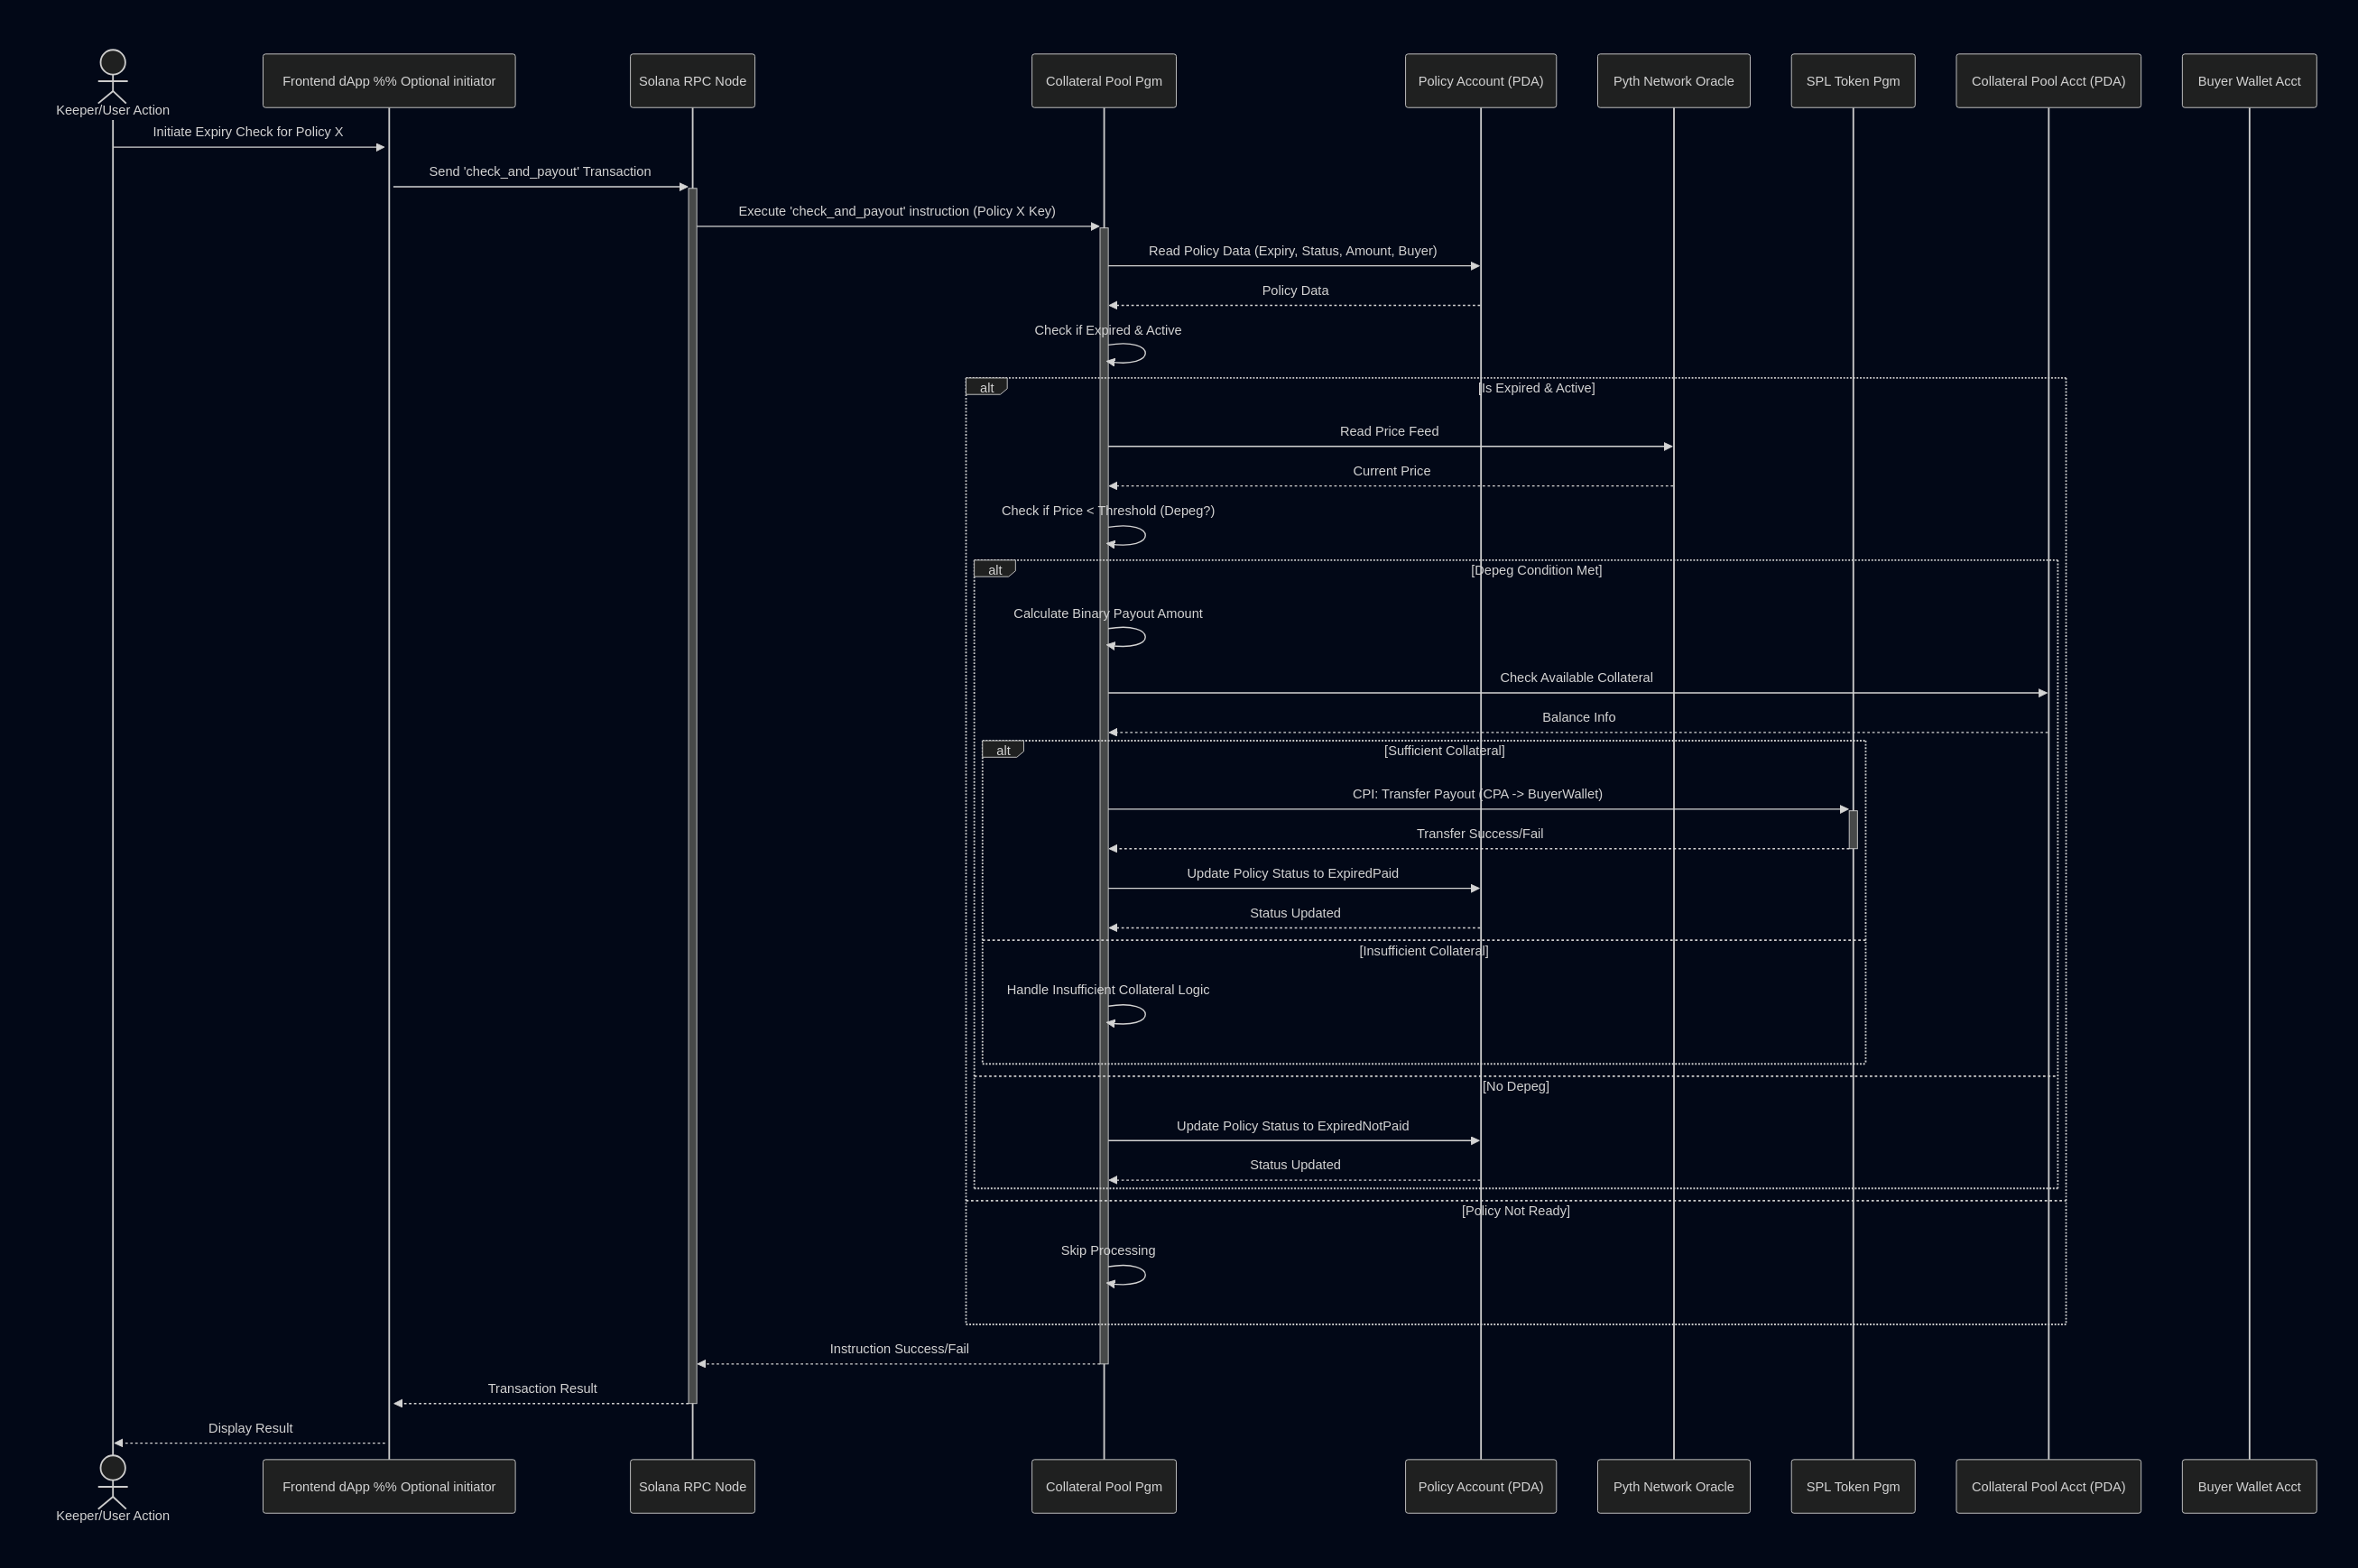 Keeper/User Action
Frontend dApp %% Optional initiator
Solana RPC Node
Collateral Pool Pgm
Policy Account (PDA)
Pyth Network Oracle
SPL Token Pgm
Collateral Pool Acct (PDA)
Buyer Wallet Acct
Initiate Expiry Check for Policy X
Send 'check_and_payout' Transaction
Execute 'check_and_payout' instruction (Policy X Key)
Read Policy Data (Expiry, Status, Amount, Buyer)
Policy Data
Check if Expired & Active
alt
[Is Expired & Active]
Read Price Feed
Current Price
Check if Price < Threshold (Depeg?)
alt
[Depeg Condition Met]
Calculate Binary Payout Amount
Check Available Collateral
Balance Info
alt
[Sufficient Collateral]
CPI: Transfer Payout (CPA -> BuyerWallet)
Transfer Success/Fail
Update Policy Status to ExpiredPaid
Status Updated
[Insufficient Collateral]
Handle Insufficient Collateral Logic
[No Depeg]
Update Policy Status to ExpiredNotPaid
Status Updated
[Policy Not Ready]
Skip Processing
Instruction Success/Fail
Transaction Result
Display Result
Keeper/User Action
Frontend dApp %% Optional initiator
Solana RPC Node
Collateral Pool Pgm
Policy Account (PDA)
Pyth Network Oracle
SPL Token Pgm
Collateral Pool Acct (PDA)
Buyer Wallet Acct